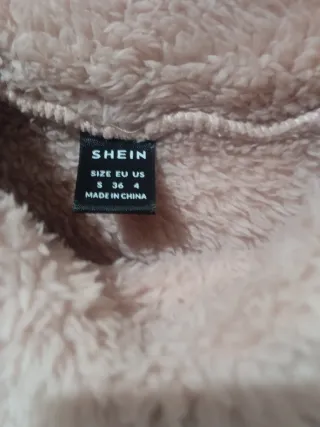 SHEIN
SIZE EU US
S 36 4
MADE IN CHINA